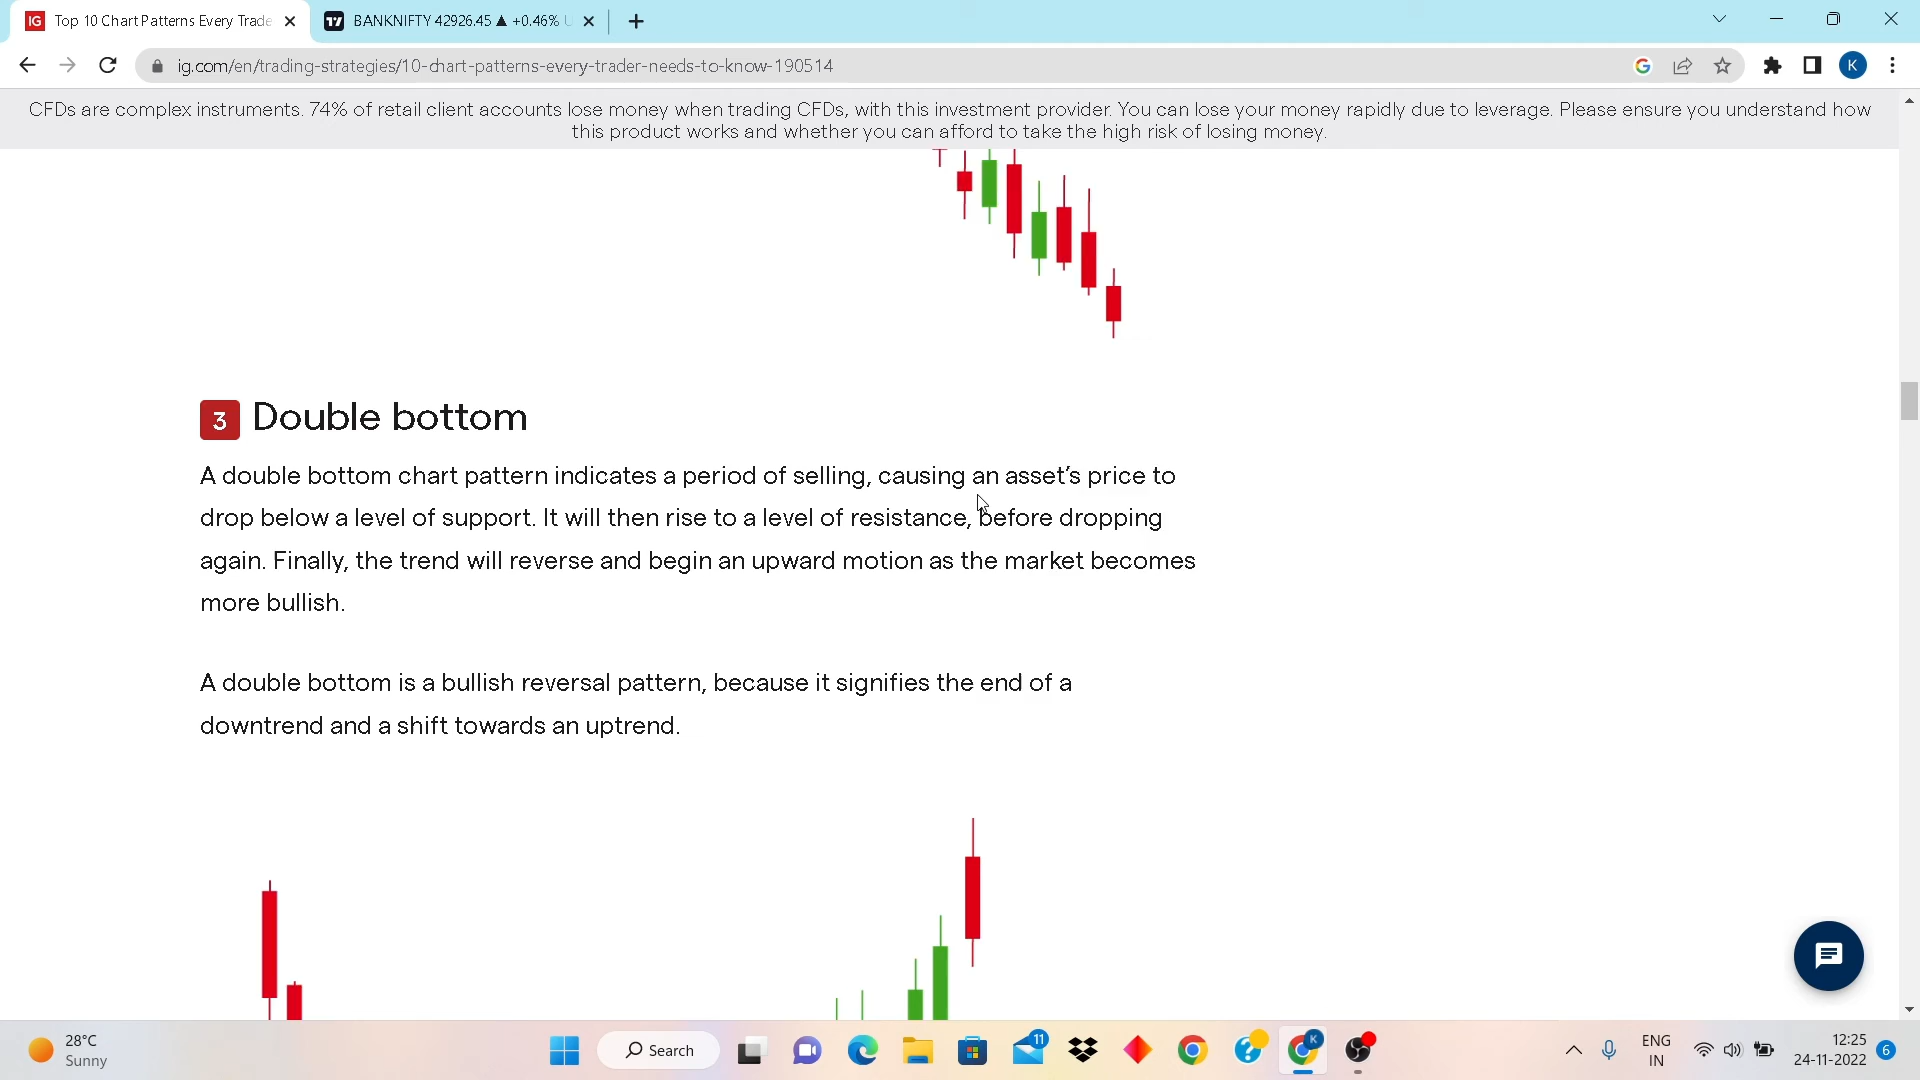 IG Top 10 Chart Patterns Every Trade
BANKNIFTY 42926.45 ▲ +0.46% U
ig.com/en/trading-strategies/10-chart-patterns-every-trader-needs-to-know-190514
K
CFDs are complex instruments. 74% of retail client accounts lose money when trading CFDs, with this investment provider. You can lose your money rapidly due to leverage. Please ensure you understand how
this product works and whether you can afford to take the high risk of losing money.
3 Double bottom
A double bottom chart pattern indicates a period of selling, causing an asset’s price to
drop below a level of support. It will then rise to a level of resistance, before dropping
again. Finally, the trend will reverse and begin an upward motion as the market becomes
more bullish.
A double bottom is a bullish reversal pattern, because it signifies the end of a
downtrend and a shift towards an uptrend.
28°C
Sunny
Search
11
K
ENG
IN
12:25
24-11-2022
6